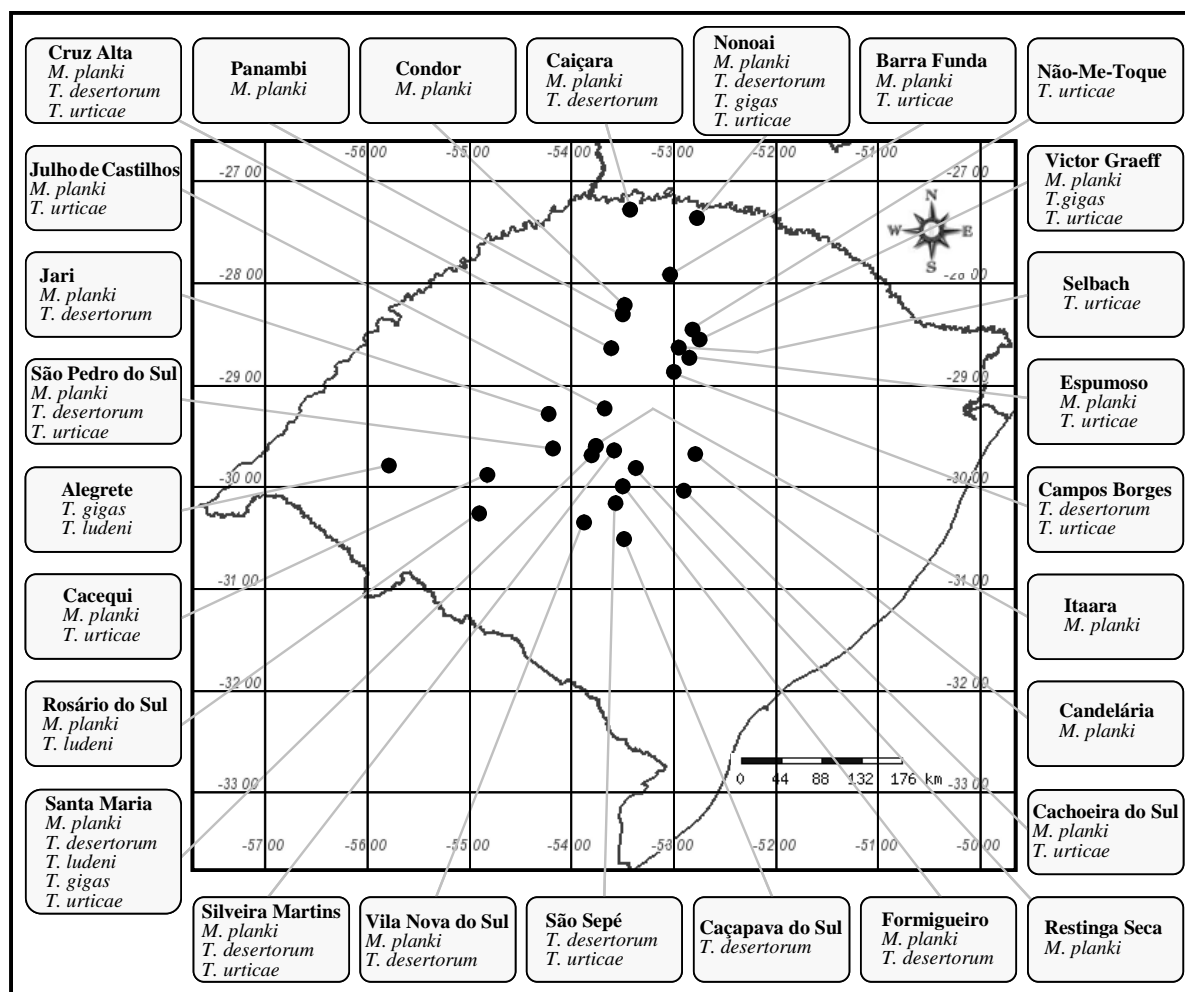 Cruz Alta
M. planki
T. desertorum
T. urticae
Panambi
M. planki
Condor
M. planki
Caiçara
M. planki
T. desertorum
Nonoai
M. planki
T. desertorum
T. gigas
T. urticae
Barra Funda
M. planki
T. urticae
Não-Me-Toque
T. urticae
Julho de Castilhos
M. planki
T. urticae
Jari
M. planki
T. desertorum
São Pedro do Sul
M. planki
T. desertorum
T. urticae
Alegrete
T. gigas
T. ludeni
Cacequi
M. planki
T. urticae
Rosário do Sul
M. planki
T. ludeni
Santa Maria
M. planki
T. desertorum
T. ludeni
T. gigas
T. urticae
-56 00 -55 00 -54 00 -53 00 -52 00 -51 00
-27 00 -27 00
N
W E
S
-28 00 -28 00
-29 00 -29 00
-30 00 -30 00
-31 00 -31 00
-32 00 -32 00
0 44 88 132 176 km
-33 00 -33 00
-57 00 -56 00 -55 00 -54 00 -53 00 -52 00 -51 00 -50 00
Victor Graeff
M. planki
T.gigas
T. urticae
Selbach
T. urticae
Espumoso
M. planki
T. urticae
Campos Borges
T. desertorum
T. urticae
Itaara
M. planki
Candelária
M. planki
Cachoeira do Sul
M. planki
T. urticae
Silveira Martins
M. planki
T. desertorum
T. urticae
Vila Nova do Sul
M. planki
T. desertorum
São Sepé
T. desertorum
T. urticae
Caçapava do Sul
T. desertorum
Formigueiro
M. planki
T. desertorum
Restinga Seca
M. planki